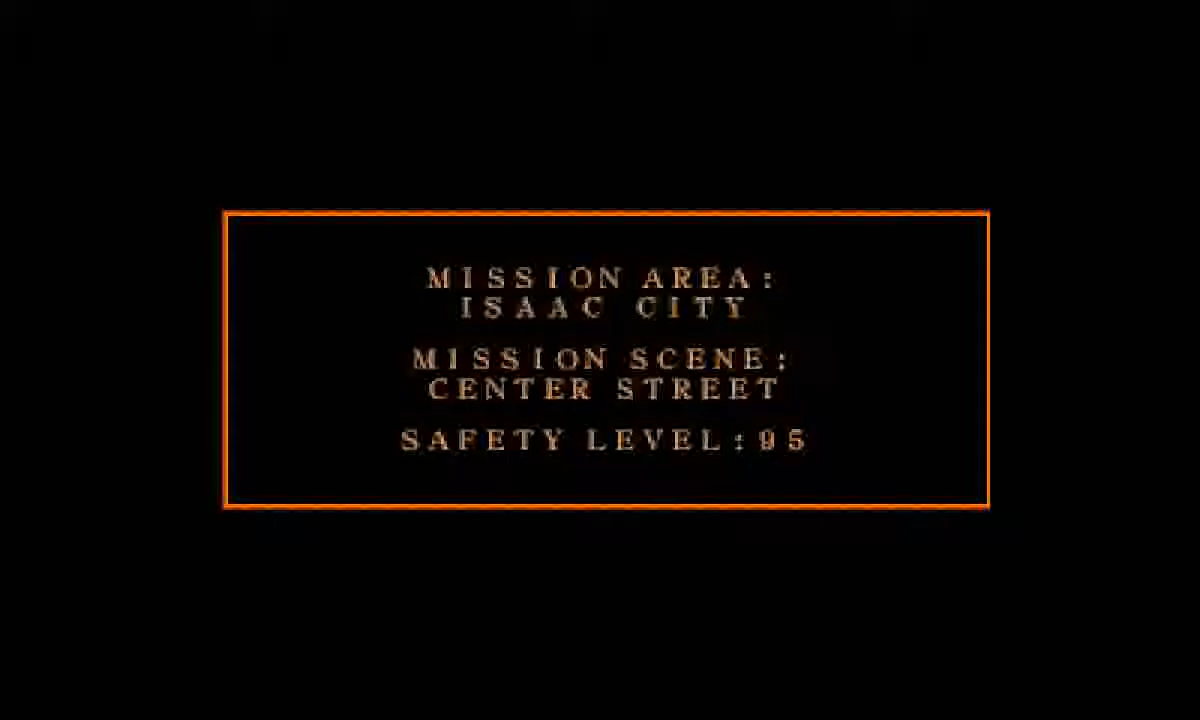 MISSION AREA:
ISAAC CITY
MISSION SCENE:
CENTER STREET
SAFETY LEVEL:95